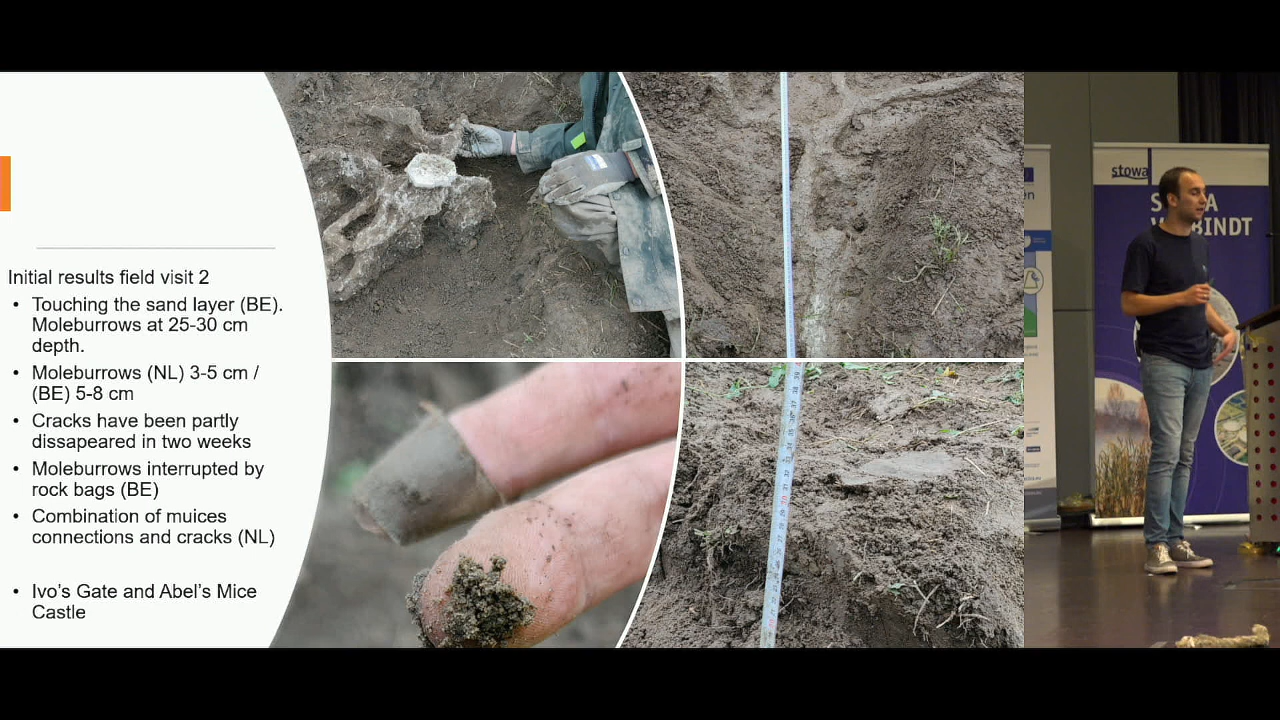 Initial results field visit 2
• Touching the sand layer (BE).
Moleburrows at 25-30 cm
depth.
• Moleburrows (NL) 3-5 cm /
(BE) 5-8 cm
• Cracks have been partly
dissapeared in two weeks
• Moleburrows interrupted by
rock bags (BE)
• Combination of muices
connections and cracks (NL)
• Ivo's Gate and Abel's Mice
Castle
stowa